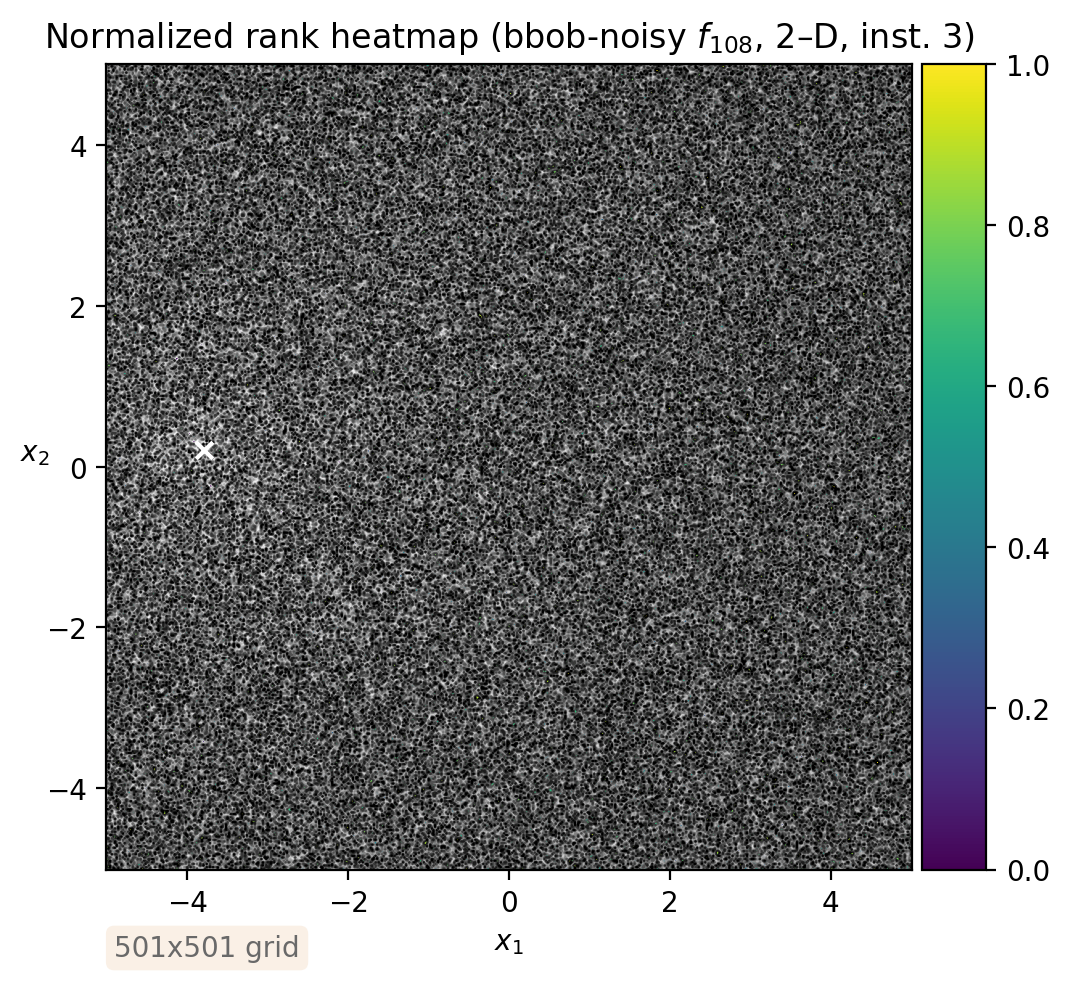 Normalized rank heatmap (bbob-noisy f108, 2–D, inst. 3)
1.0
4
0.8
2
0.6
x2
0
0.4
−2
0.2
−4
0.0
−4 −2 0 2 4
x1
501x501 grid